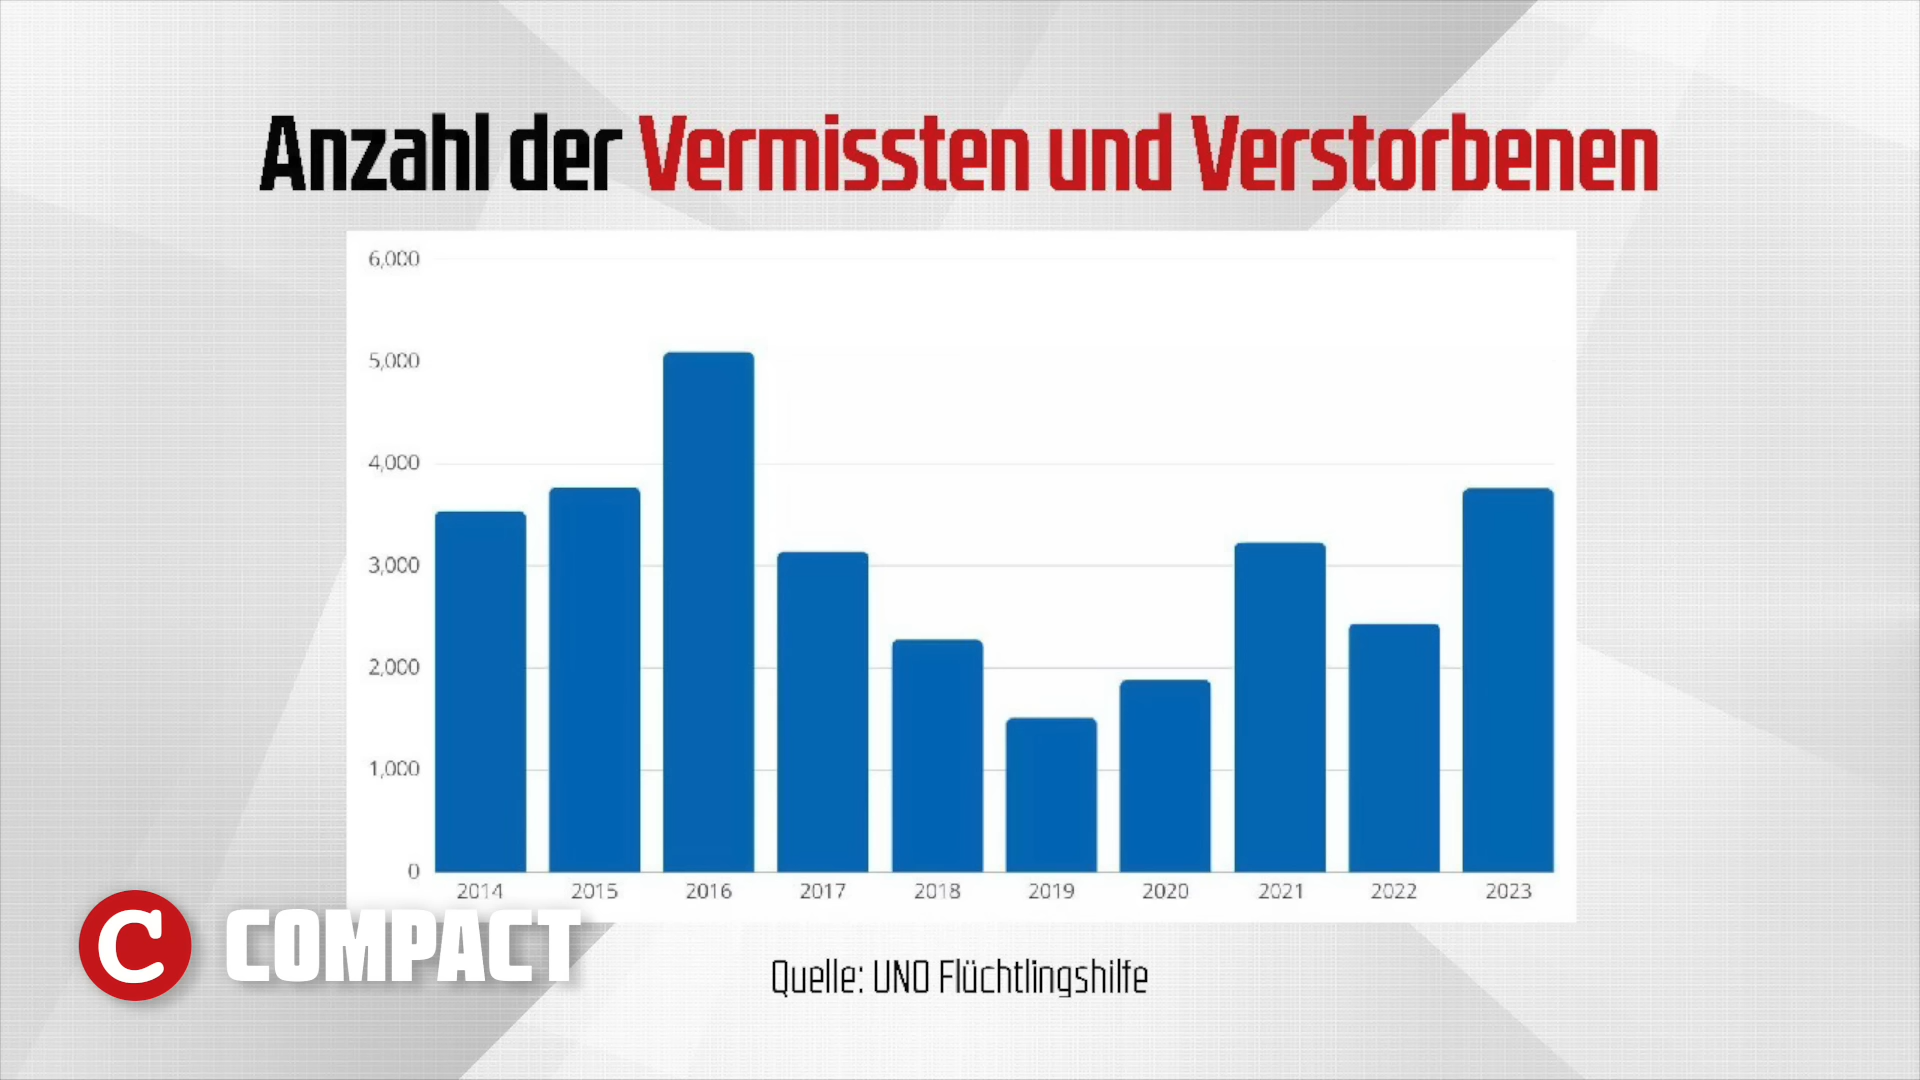 Anzahl der Vermissten und Verstorbenen
6,000
5,000
4,000
3,000
2,000
1,000
0
2014 2015 2016 2017 2018 2019 2020 2021 2022 2023
C COMPACT
Quelle: UNO Flüchtlingshilfe